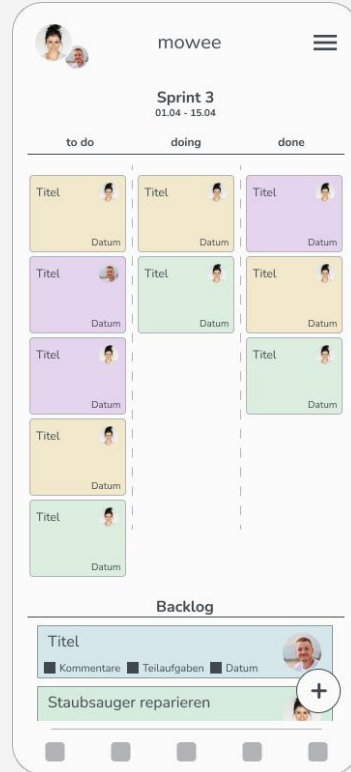 mowee
Sprint 3
01.04 - 15.04
to do doing done
Titel Titel Titel
Datum Datum Datum
Titel Titel Titel
Datum Datum Datum
Titel Titel
Datum Datum
Titel
Datum
Titel
Datum
Backlog
Titel
Kommentare Teilaufgaben Datum
Staubsauger reparieren
+